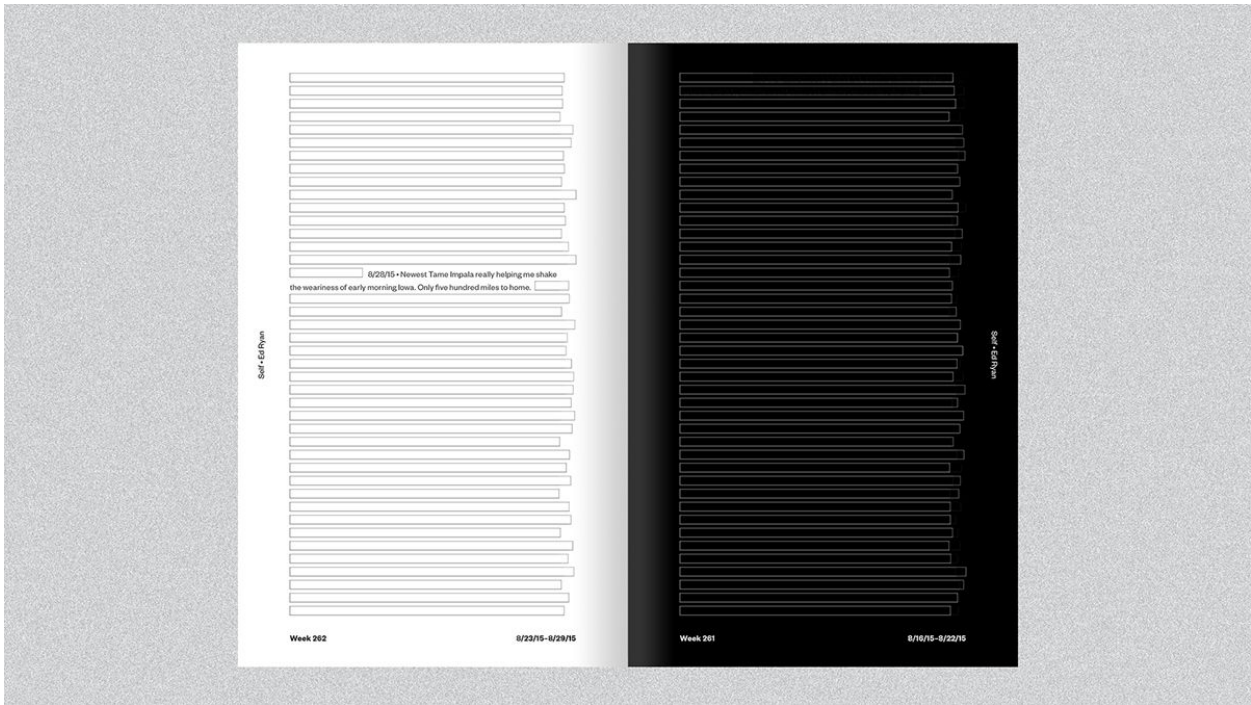 8/28/15 • Newest Tame Impala really helping me shake
the weariness of early morning Iowa. Only five hundred miles to home.
Self • Ed Ryan
Week 262 8/23/15–8/29/15
Self • Ed Ryan
Week 261 8/16/15–8/22/15